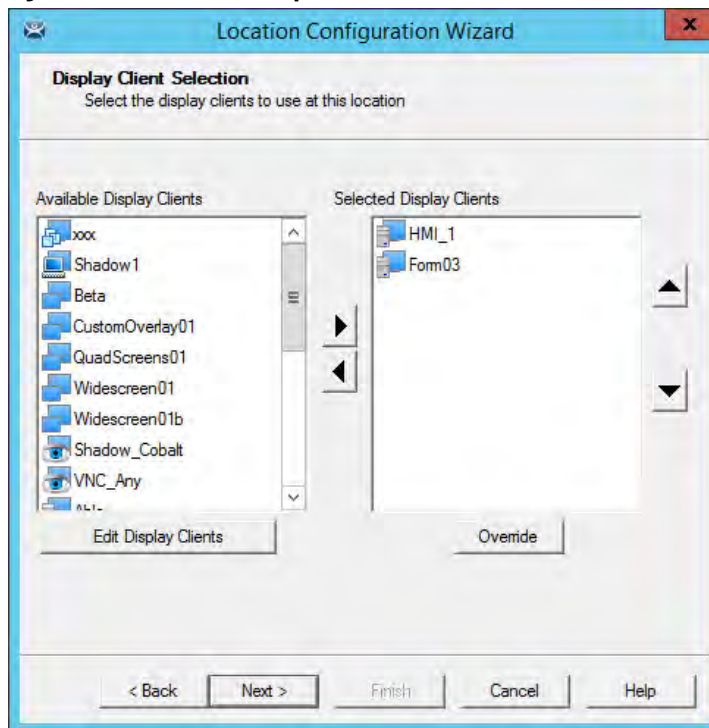 Location Configuration Wizard
x
Display Client Selection
Select the display clients to use at this location
Available Display Clients
Selected Display Clients
xxx
Shadow1
Beta
CustomOverlay01
QuadScreens01
Widescreen01
Widescreen01b
Shadow_Cobalt
VNC_Any
HMI_1
Form03
Edit Display Clients
Override
< Back
Next >
Finish
Cancel
Help